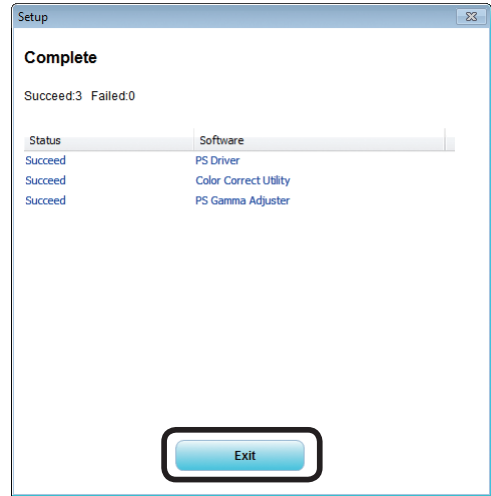 Setup
Complete
Succeed:3 Failed:0
Status Software
Succeed PS Driver
Succeed Color Correct Utility
Succeed PS Gamma Adjuster
Exit